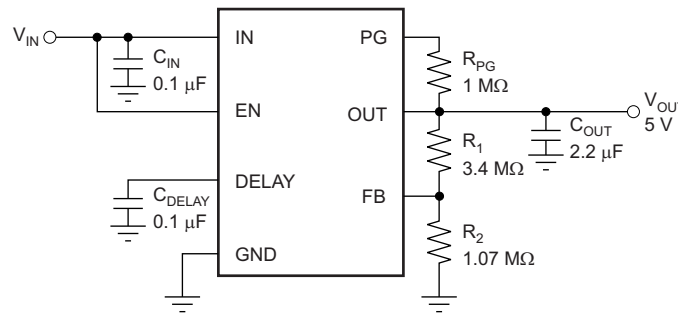 V_IN
C_IN
0.1 μF
IN
EN
DELAY
GND
PG
OUT
FB
C_DELAY
0.1 μF
R_PG
1 MΩ
R_1
3.4 MΩ
R_2
1.07 MΩ
C_OUT
2.2 μF
V_OUT
5 V